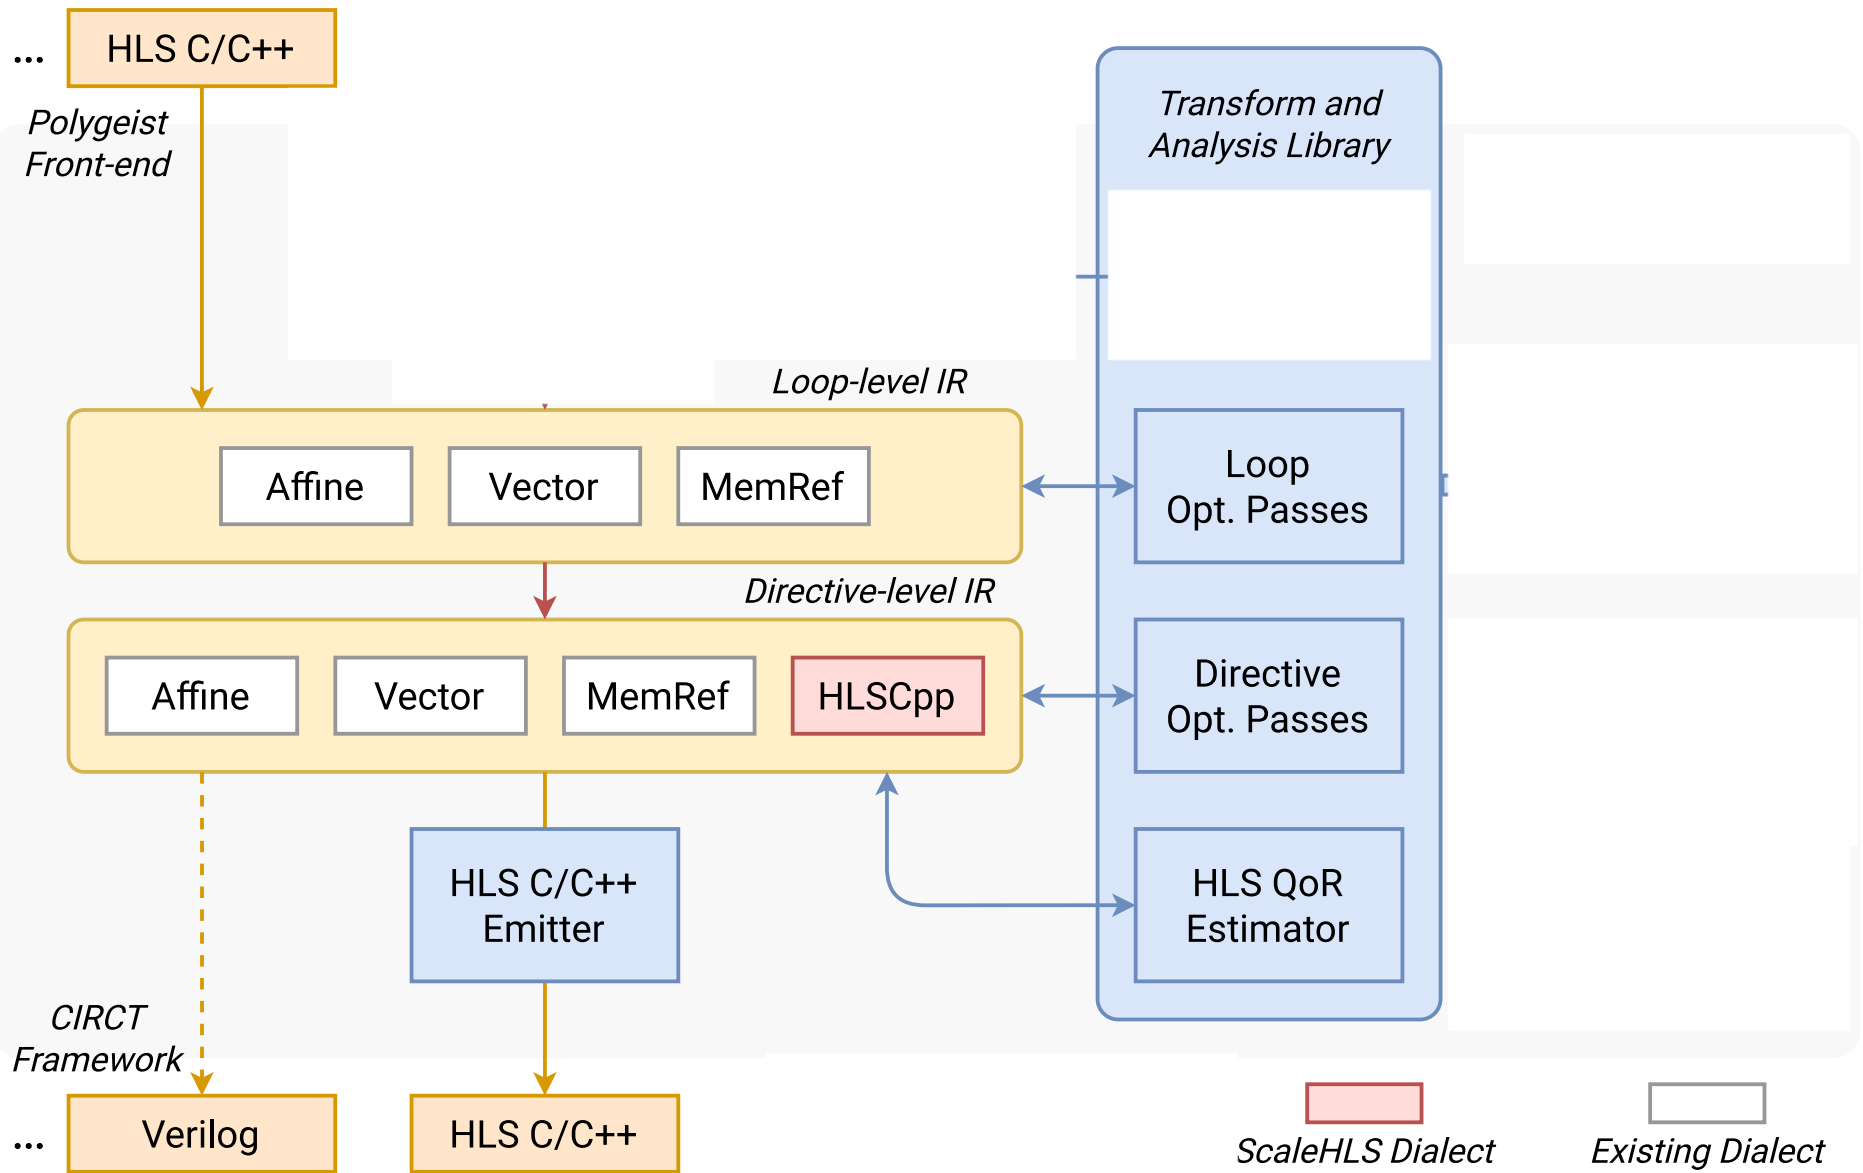 ... HLS C/C++
Polygeist
Front-end
Transform and
Analysis Library
Loop-level IR
Affine Vector MemRef
Loop
Opt. Passes
Directive-level IR
Affine Vector MemRef HLSCpp
Directive
Opt. Passes
HLS C/C++
Emitter
HLS QoR
Estimator
CIRCT
Framework
... Verilog HLS C/C++
ScaleHLS Dialect
Existing Dialect